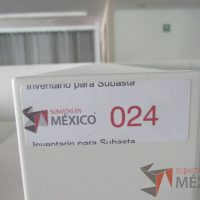 Inventario para Subasta
SUBASTAS EN
MÉXICO 024
Inventario para Subasta
SUBASTAS
MÉX